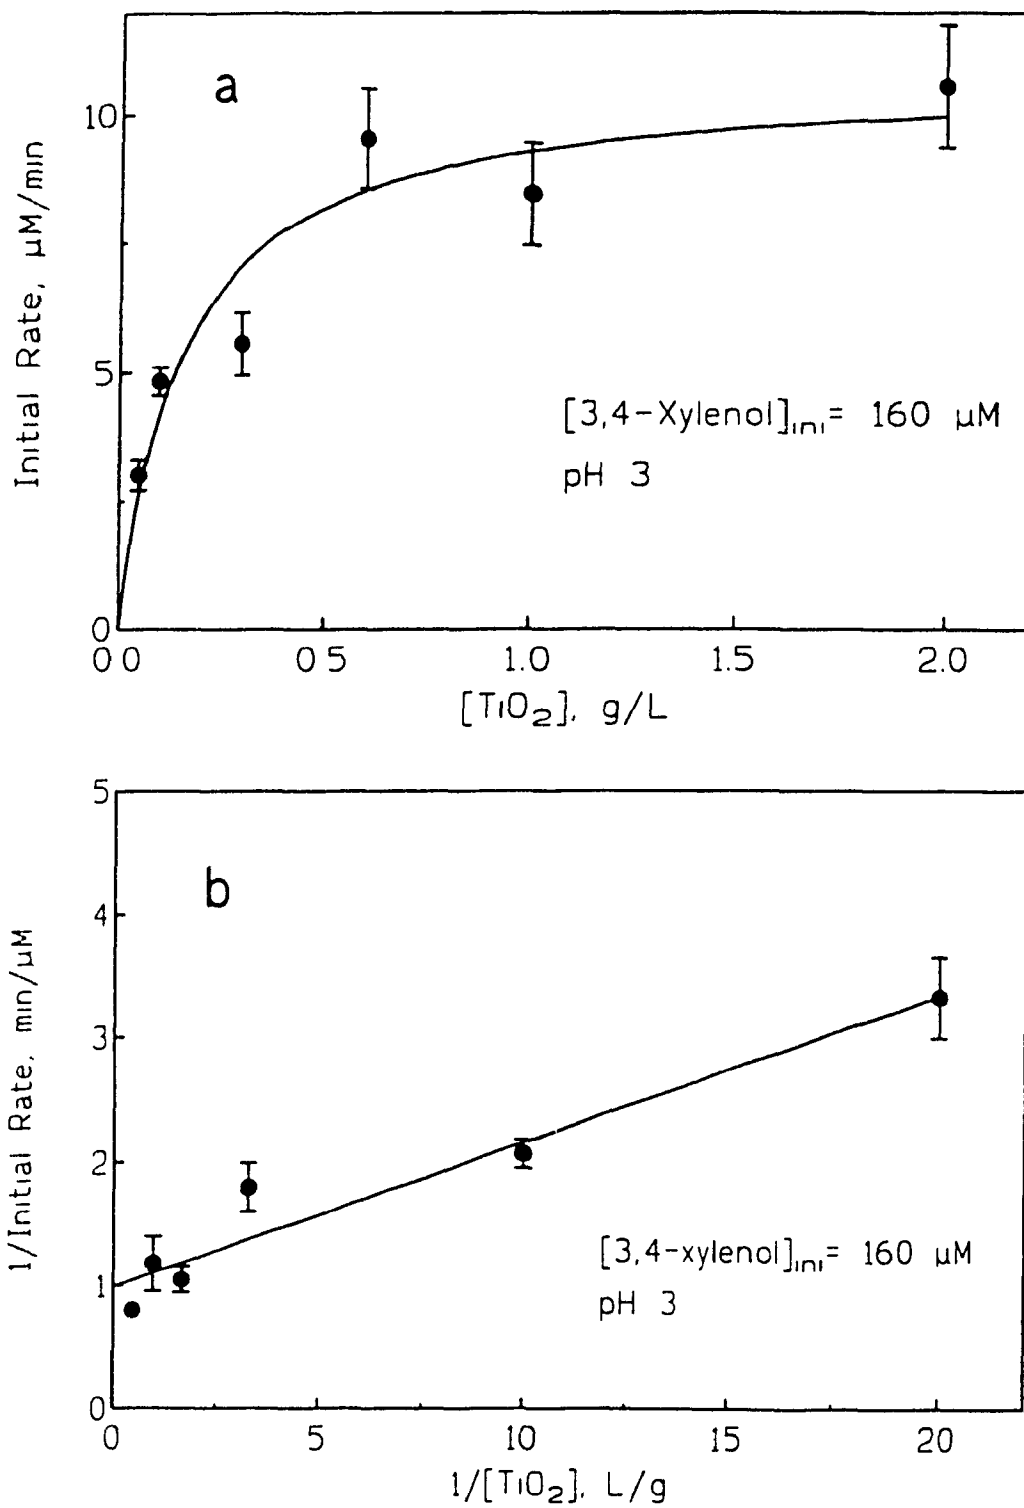 a
10
5
0
Initial Rate, µM/min
[3,4-Xylenol]ini= 160 µM
pH 3
0 0 0 5 1.0 1.5 2.0
[TiO2], g/L
5
b
4
3
2
1
0
1/Initial Rate, min/µM
[3,4-xylenol]ini= 160 µM
pH 3
0 5 10 15 20
1/[TiO2], L/g